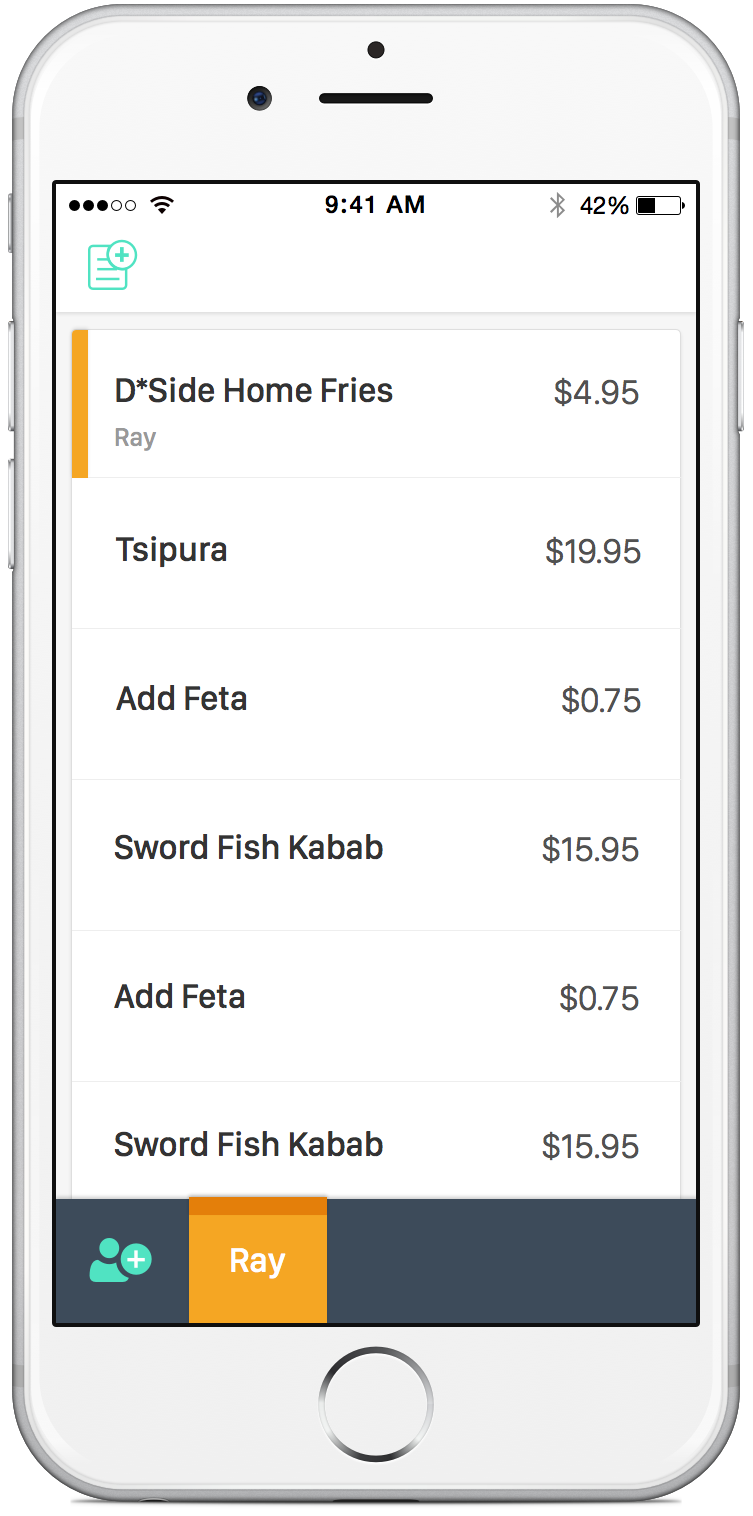 9:41 AM
42%
D*Side Home Fries
$4.95
Ray
Tsipura
$19.95
Add Feta
$0.75
Sword Fish Kabab
$15.95
Add Feta
$0.75
Sword Fish Kabab
$15.95
Ray